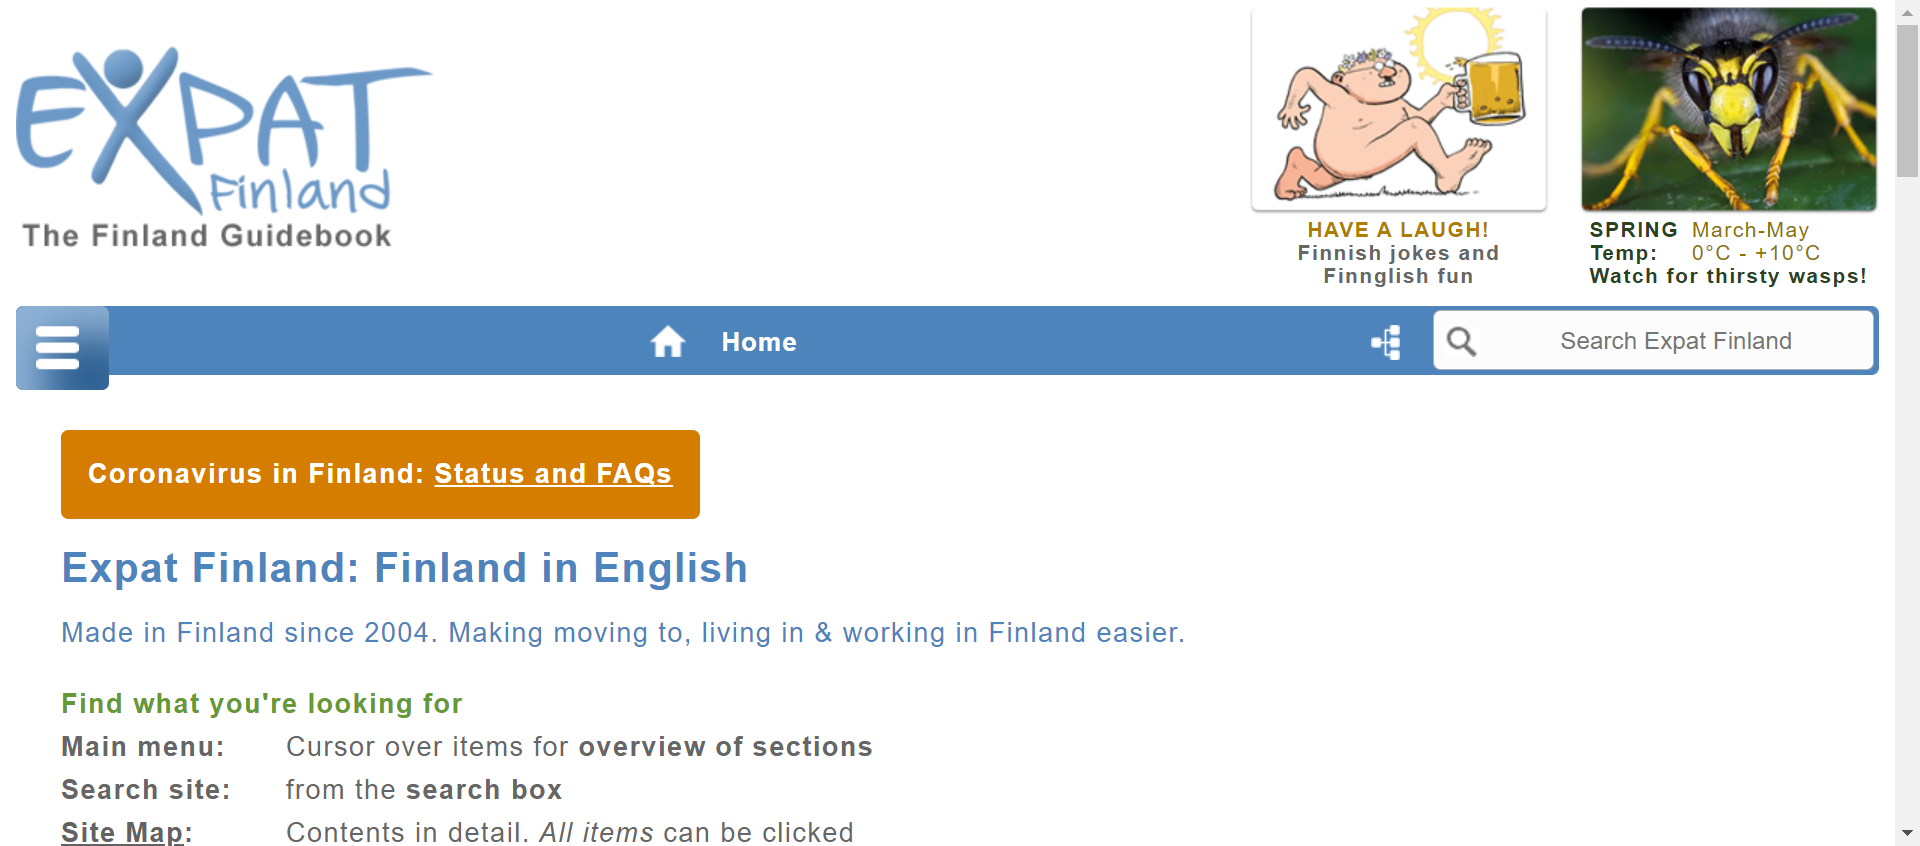 EXPAT
Finland
The Finland Guidebook
HAVE A LAUGH!
Finnish jokes and
Finnglish fun
SPRING March-May
Temp: 0°C - +10°C
Watch for thirsty wasps!
Home
Search Expat Finland
Coronavirus in Finland: Status and FAQs
Expat Finland: Finland in English
Made in Finland since 2004. Making moving to, living in & working in Finland easier.
Find what you're looking for
Main menu: Cursor over items for overview of sections
Search site: from the search box
Site Map: Contents in detail. All items can be clicked